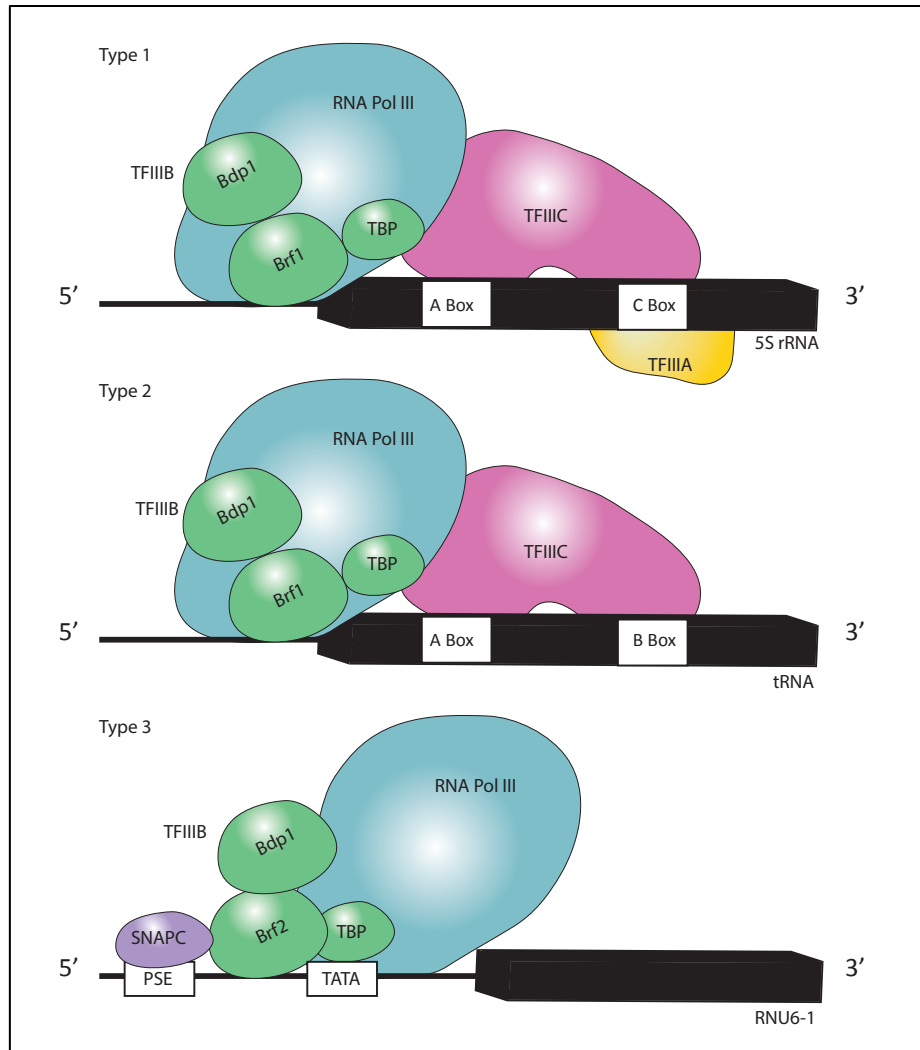 Type 1
RNA Pol III
TFIIIB
Bdp1
TFIIIC
TBP
Brf1
5’
3’
A Box
C Box
5S rRNA
TFIIIA
Type 2
RNA Pol III
TFIIIB
Bdp1
TFIIIC
TBP
Brf1
5’
3’
A Box
B Box
tRNA
Type 3
RNA Pol III
TFIIIB
Bdp1
SNAPC
Brf2
TBP
5’
PSE
TATA
3’
RNU6-1